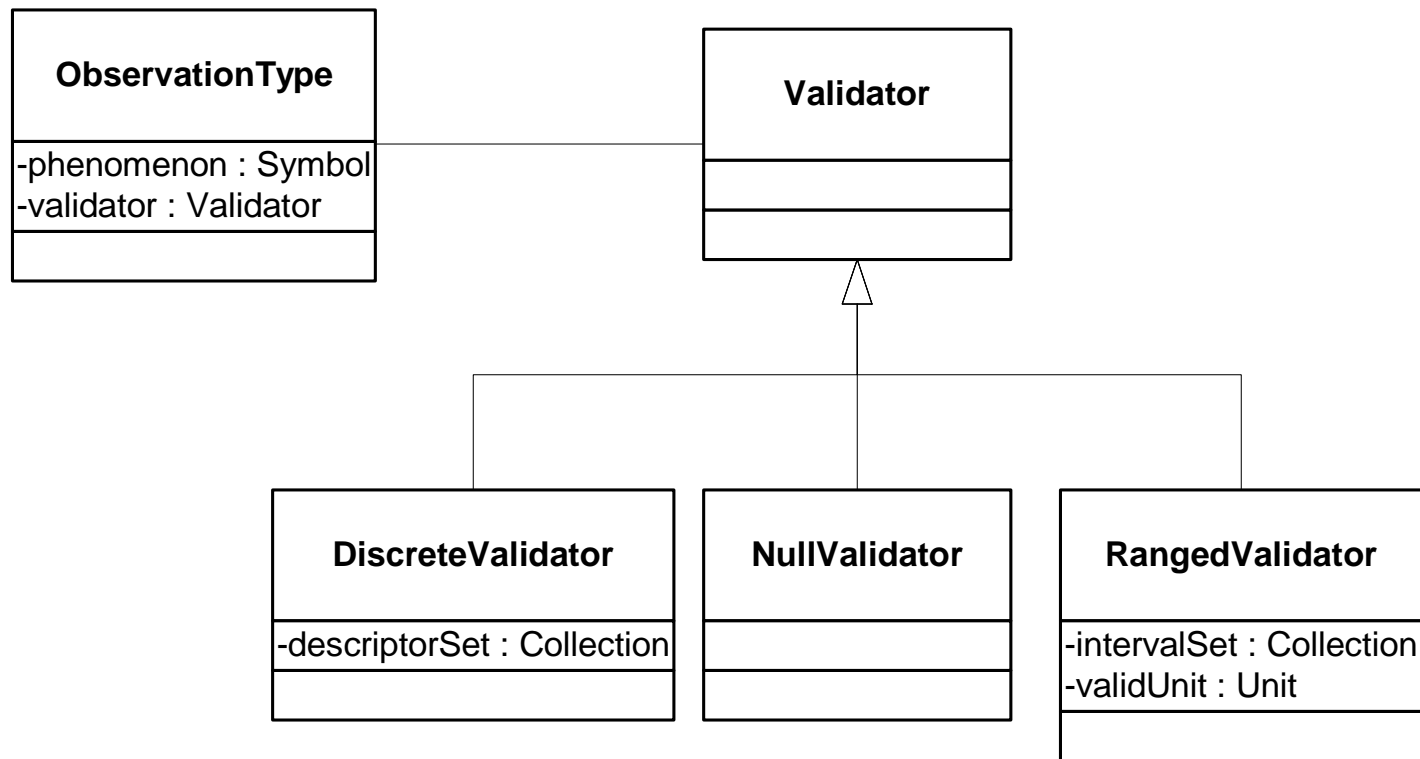 ObservationType
-phenomenon : Symbol
-validator : Validator
Validator
DiscreteValidator
-descriptorSet : Collection
NullValidator
RangedValidator
-intervalSet : Collection
-validUnit : Unit